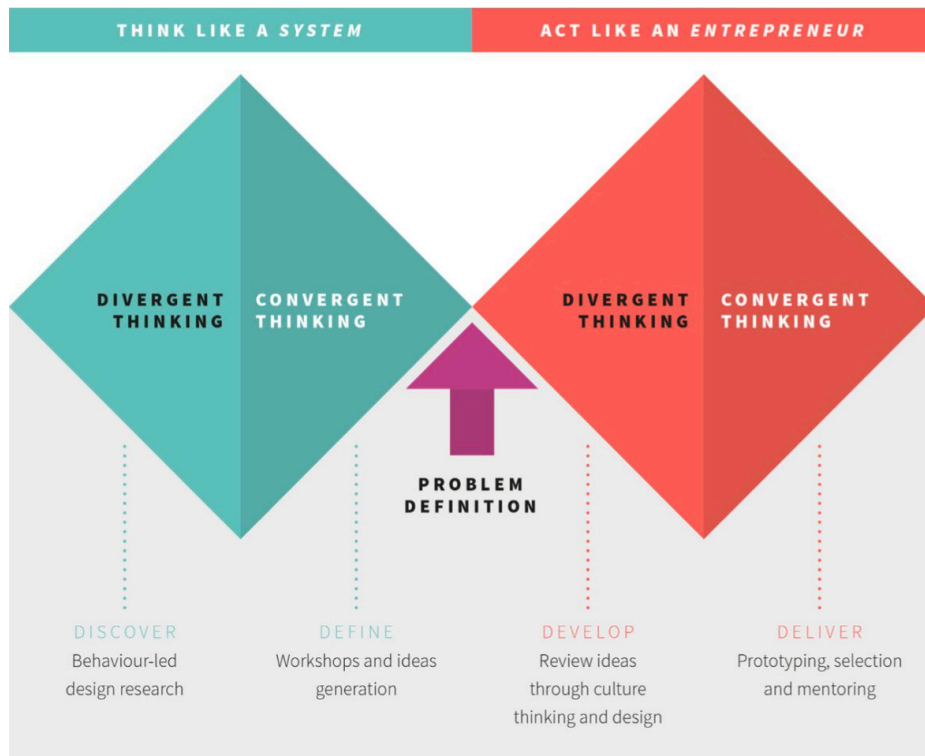 THINK LIKE A SYSTEM
ACT LIKE AN ENTREPRENEUR
DIVERGENT
THINKING
CONVERGENT
THINKING
DIVERGENT
THINKING
CONVERGENT
THINKING
PROBLEM
DEFINITION
DISCOVER
Behaviour-led
design research
DEFINE
Workshops and ideas
generation
DEVELOP
Review ideas
through culture
thinking and design
DELIVER
Prototyping, selection
and mentoring